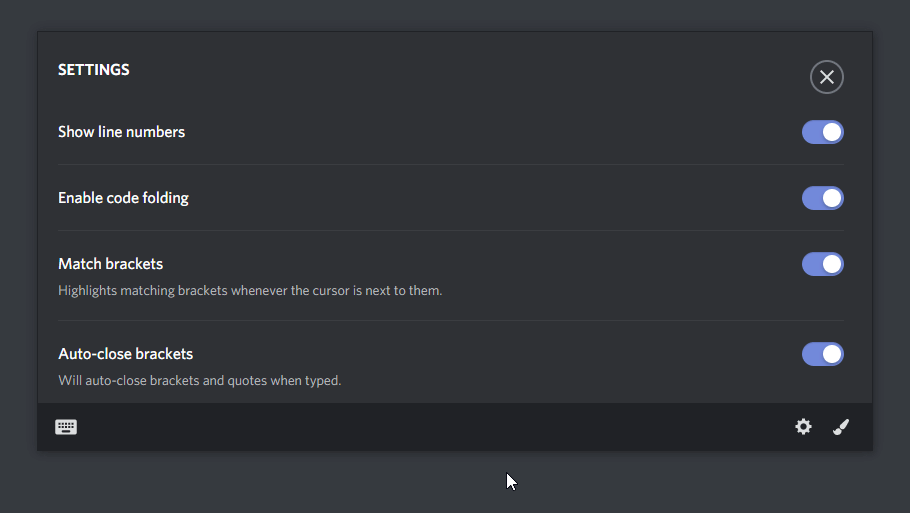 SETTINGS
Show line numbers
Enable code folding
Match brackets
Highlights matching brackets whenever the cursor is next to them.
Auto-close brackets
Will auto-close brackets and quotes when typed.